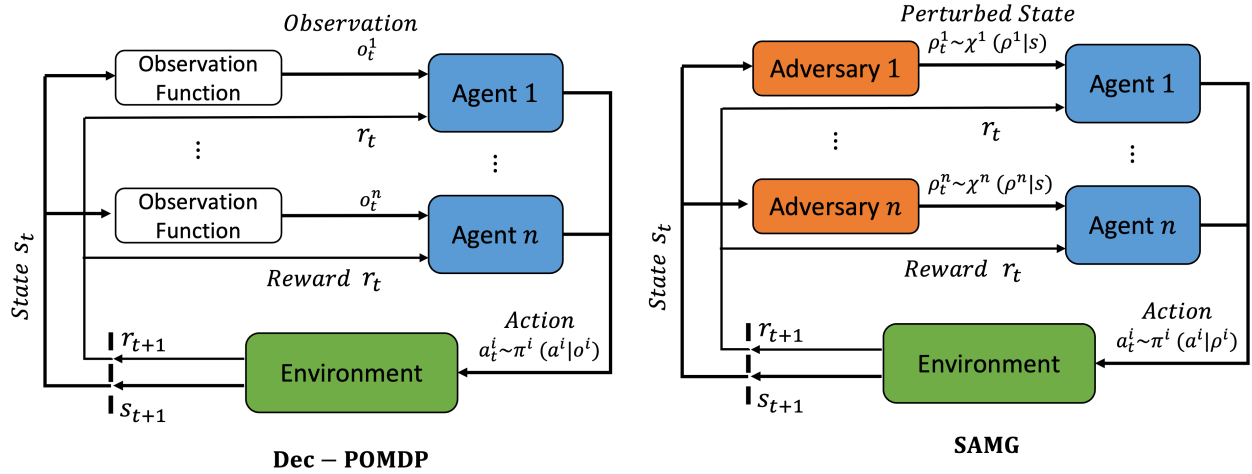 Observation
o_t^1
Observation
Function
Agent 1
r_t
⋮
⋮
Observation
Function
o_t^n
Agent n
State s_t
Reward r_t
Action
a_t^i~π^i (a^i|o^i)
r_{t+1}
Environment
s_{t+1}
Dec − POMDP
Perturbed State
ρ_t^1~χ^1 (ρ^1|s)
Adversary 1
Agent 1
r_t
⋮
⋮
ρ_t^n~χ^n (ρ^n|s)
Adversary n
Agent n
State s_t
Reward r_t
Action
a_t^i~π^i (a^i|ρ^i)
r_{t+1}
Environment
s_{t+1}
SAMG